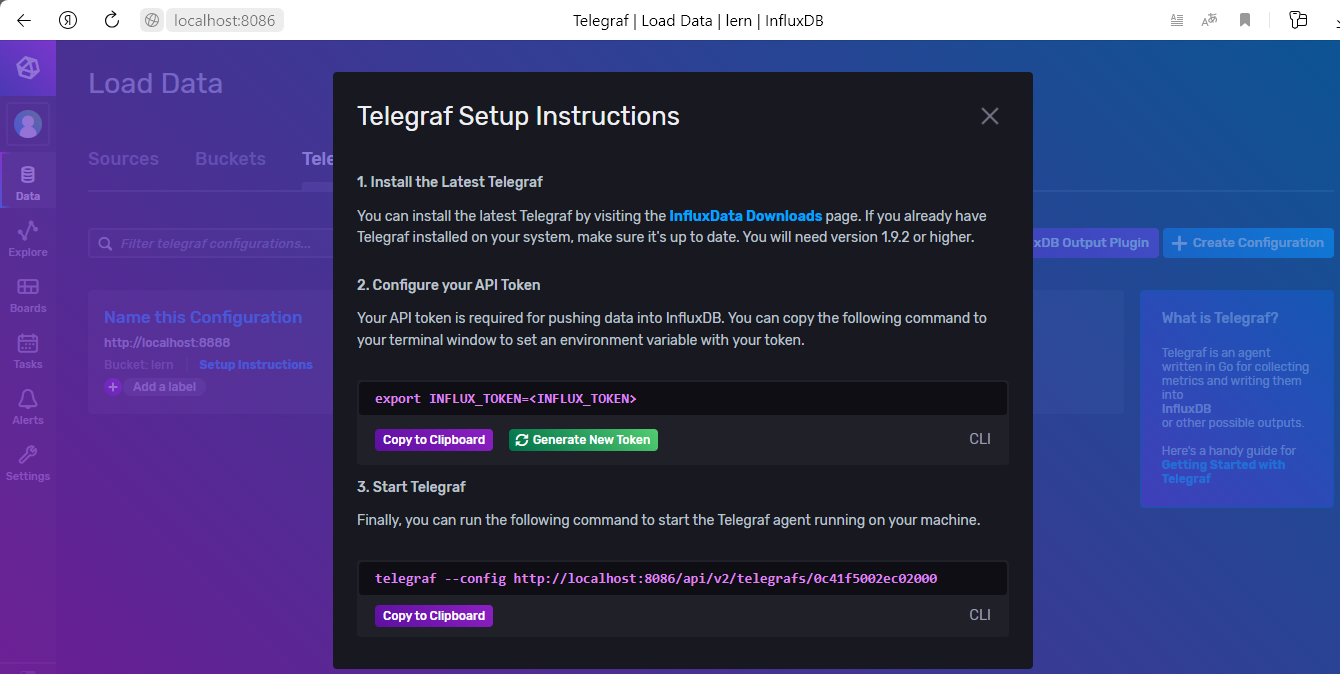 localhost:8086
Telegraf | Load Data | lern | InfluxDB
Load Data
Sources
Buckets
Tele
Filter telegraf configurations...
xDB Output Plugin
Create Configuration
Data
Explore
Boards
Tasks
Alerts
Settings
Name this Configuration
http://localhost:8888
Bucket: lern
Setup Instructions
Add a label
Telegraf Setup Instructions
1. Install the Latest Telegraf
You can install the latest Telegraf by visiting the InfluxData Downloads page. If you already have
Telegraf installed on your system, make sure it's up to date. You will need version 1.9.2 or higher.
2. Configure your API Token
Your API token is required for pushing data into InfluxDB. You can copy the following command to
your terminal window to set an environment variable with your token.
export INFLUX_TOKEN=<INFLUX_TOKEN>
Copy to Clipboard
Generate New Token
CLI
3. Start Telegraf
Finally, you can run the following command to start the Telegraf agent running on your machine.
telegraf --config http://localhost:8086/api/v2/telegrafs/0c41f5002ec02000
Copy to Clipboard
CLI
What is Telegraf?
Telegraf is an agent
written in Go for collecting
metrics and writing them
into
InfluxDB
or other possible outputs.
Here's a handy guide for
Getting Started with
Telegraf